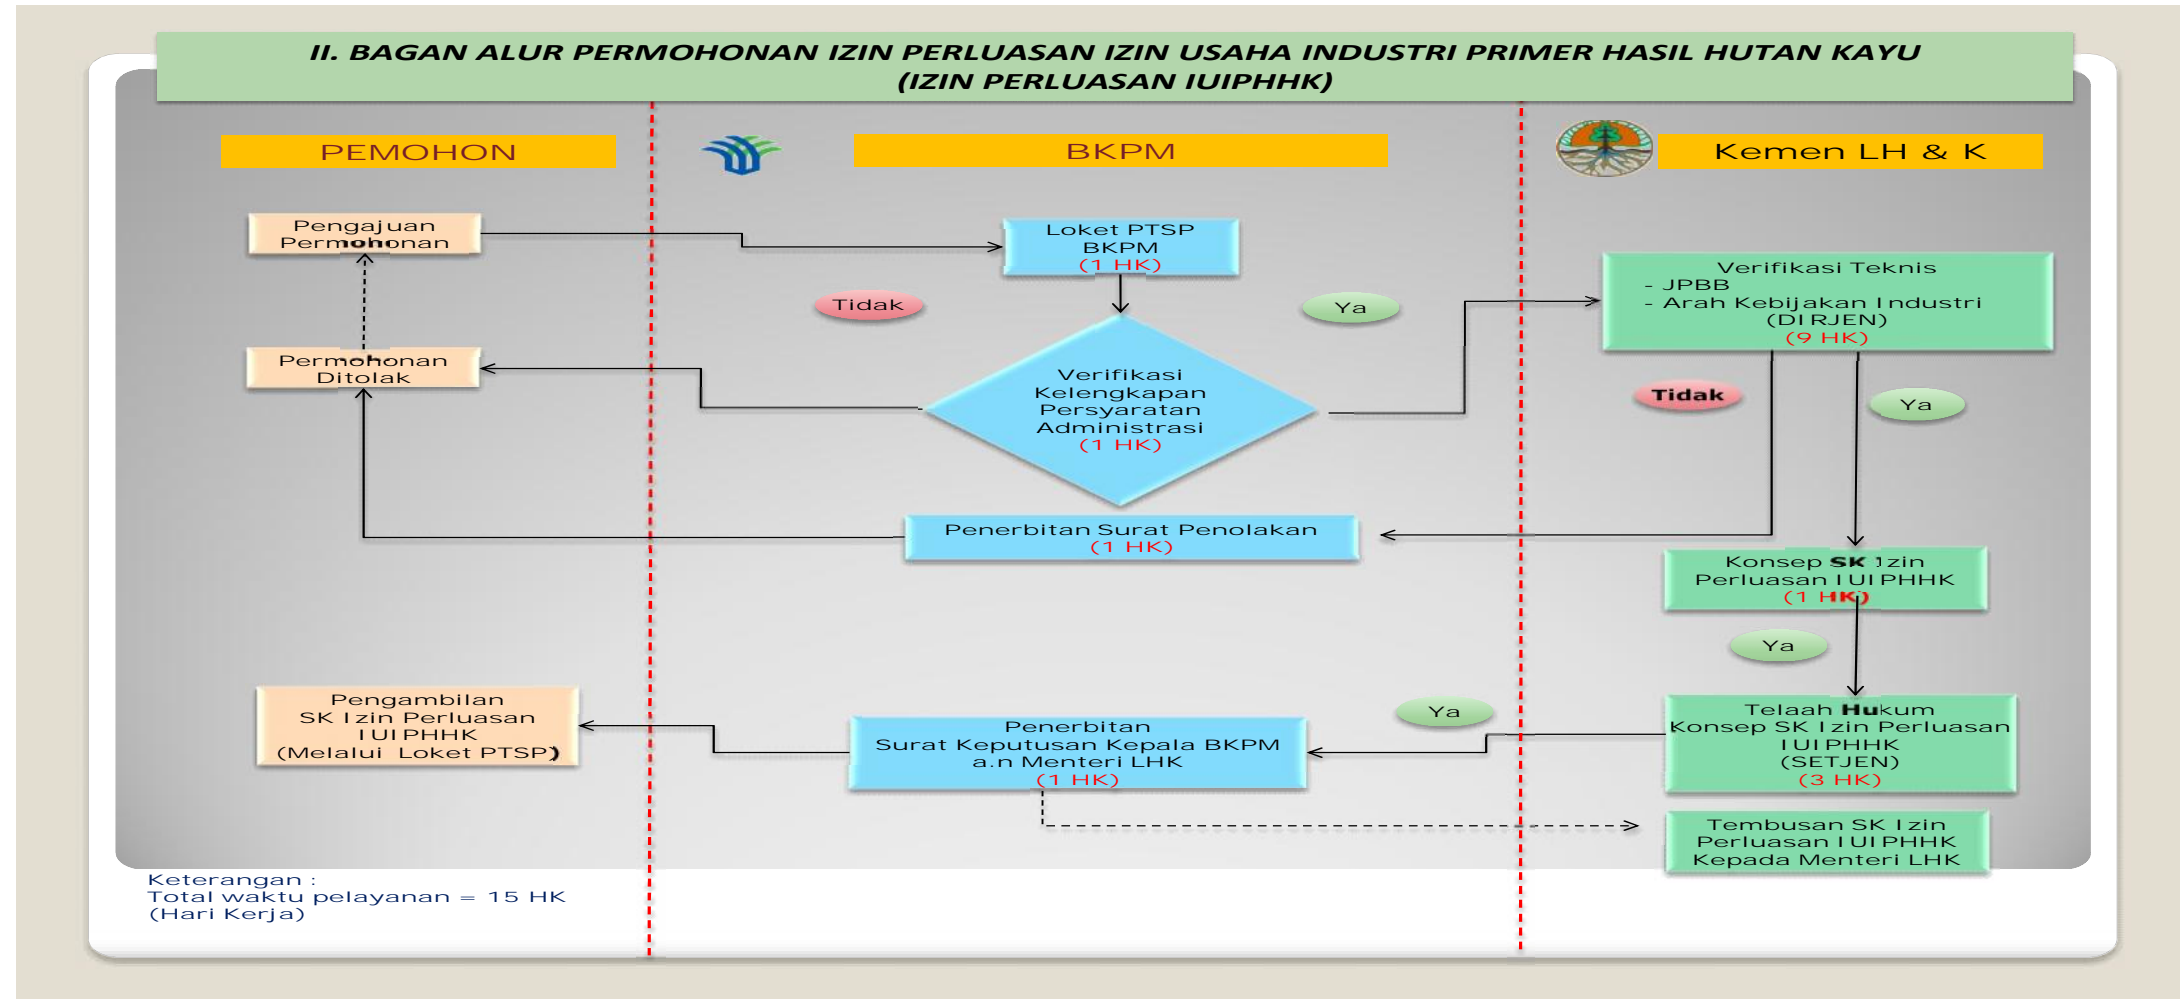 II. BAGAN ALUR PERMOHONAN IZIN PERLUASAN IZIN USAHA INDUSTRI PRIMER HASIL HUTAN KAYU
(IZIN PERLUASAN IUIPHHK)
PEMOHON
BKPM
Kemen LH & K
Pengajuan
Permohonan
Loket PTSP
BKPM
(1 HK)
Verifikasi Teknis
- JPBB
- Arah Kebijakan Industri
(DIRJEN)
(9 HK)
Tidak
Ya
Permohonan
Ditolak
Verifikasi
Kelengkapan
Persyaratan
Administrasi
(1 HK)
Tidak
Ya
Penerbitan Surat Penolakan
(1 HK)
Konsep SK Izin
Perluasan IUIPHHK
(1 HK)
Ya
Pengambilan
SK Izin Perluasan
IUIPHHK
(Melalui Loket PTSP)
Penerbitan
Surat Keputusan Kepala BKPM
a.n Menteri LHK
(1 HK)
Ya
Telaah Hukum
Konsep SK Izin Perluasan
IUIPHHK
(SETJEN)
(3 HK)
Tembusan SK Izin
Perluasan IUIPHHK
Kepada Menteri LHK
Keterangan :
Total waktu pelayanan = 15 HK
(Hari Kerja)